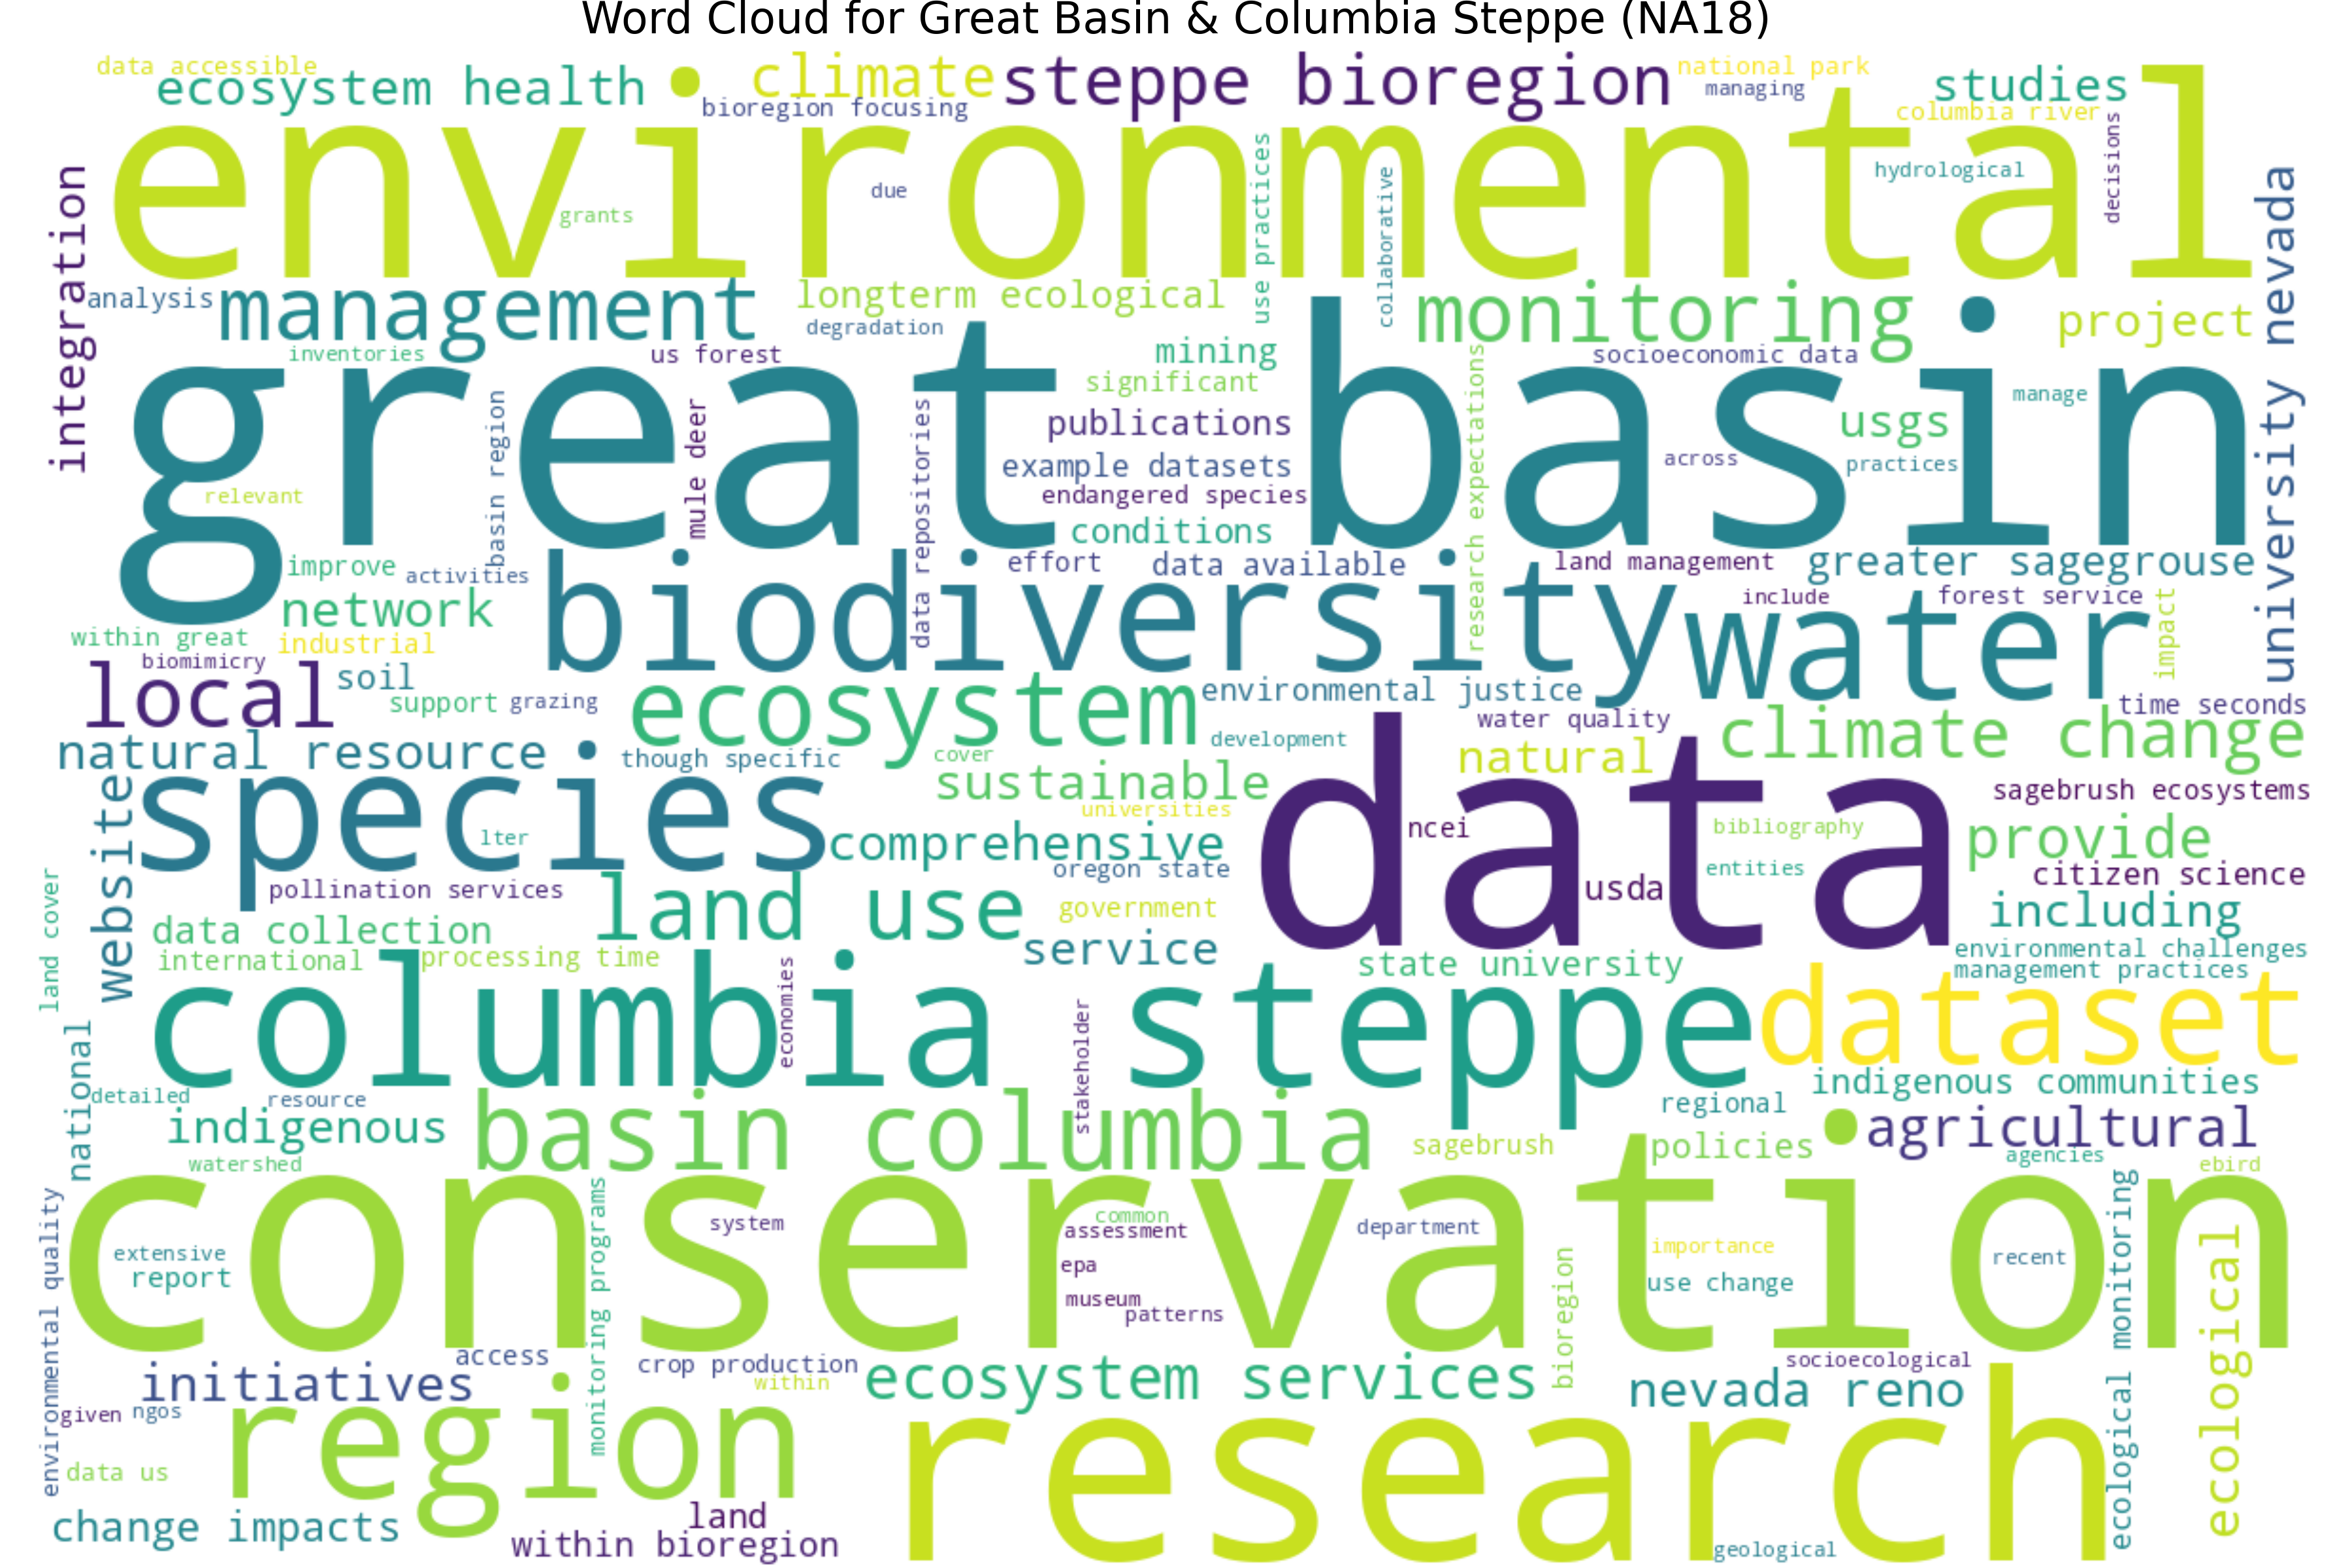 Word Cloud for Great Basin & Columbia Steppe (NA18)
data accessible
ecosystem health
climate
steppe bioregion
national park
managing
studies
bioregion focusing
columbia river
environmental
due
grants
use practices
collaborative
hydrological
decisions
integration
university nevada
analysis
management
longterm ecological
degradation
monitoring
project
inventories
us forest
mining
socioeconomic data
significant
great basin
manage
basin region
mule deer
data repositories
publications
research expectations
usgs
example datasets
across
practices
relevant
endangered species
conditions
improve
activities
effort
data available
land management
greater sagegrouse
network
biodiversity
include
forest service
water
impact
within great
industrial
biomimicry
local
soil
support
grazing
ecosystem
environmental justice
time seconds
water quality
natural resource
though specific
cover
development
natural
climate change
website
species
lter
sustainable
universities
data
ncei
bibliography
sagebrush ecosystems
provide
comprehensive
oregon state
entities
usda
citizen science
land cover
pollination services
land use
government
including
data collection
service
international
processing time
state university
environmental challenges
management practices
columbia steppe
economies
stakeholder
dataset
national
detailed
resource
indigenous communities
regional
indigenous
basin columbia
sagebrush
policies
agricultural
watershed
agencies
ebird
conservation
environmental quality
monitoring programs
system
common
assessment
department
ecological monitoring
extensive
report
epa
importance
recent
use change
museum
patterns
bioregion
ecological
access
crop production
within
initiatives
ecosystem services
socioecological
nevada reno
given
ngos
region
research
data us
change impacts
land
within bioregion
geological